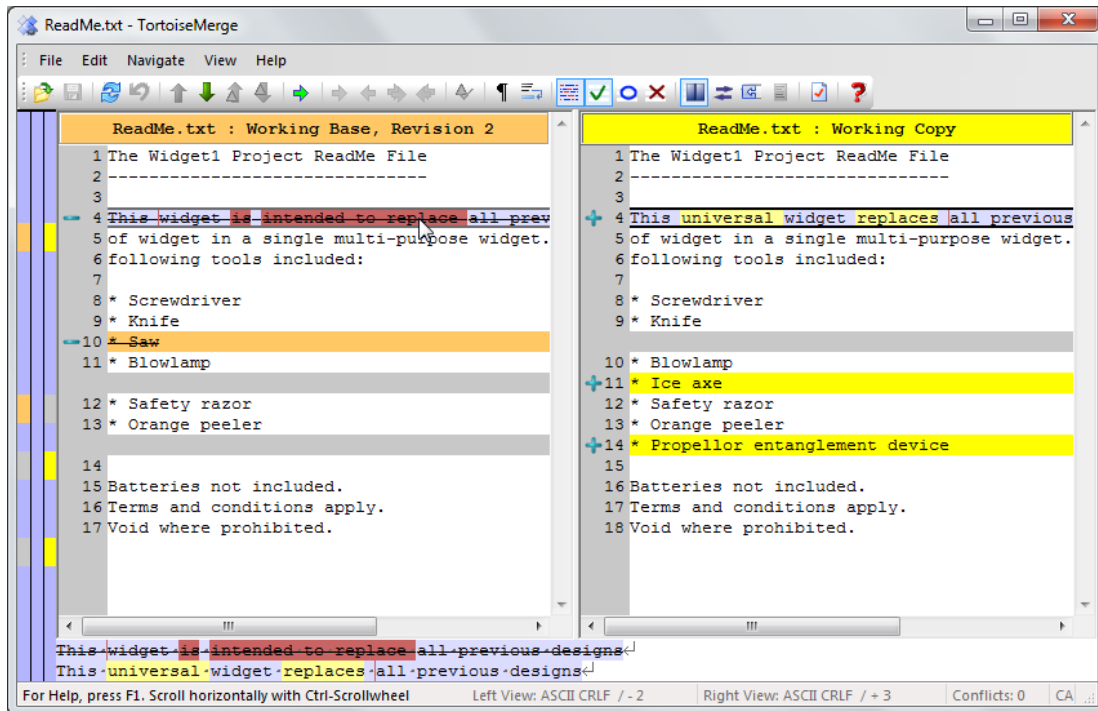 ReadMe.txt - TortoiseMerge
File Edit Navigate View Help
ReadMe.txt : Working Base, Revision 2
1 The Widget1 Project ReadMe File
2 -------------------------------
3
4 This widget is intended to replace all prev
5 of widget in a single multi-purpose widget.
6 following tools included:
7
8 * Screwdriver
9 * Knife
10 * Saw
11 * Blowlamp
12 * Safety razor
13 * Orange peeler
14
15 Batteries not included.
16 Terms and conditions apply.
17 Void where prohibited.
ReadMe.txt : Working Copy
1 The Widget1 Project ReadMe File
2 -------------------------------
3
4 This universal widget replaces all previous
5 of widget in a single multi-purpose widget.
6 following tools included:
7
8 * Screwdriver
9 * Knife
10 * Blowlamp
11 * Ice axe
12 * Safety razor
13 * Orange peeler
14 * Propellor entanglement device
15
16 Batteries not included.
17 Terms and conditions apply.
18 Void where prohibited.
This·widget·is·intended·to·replace·all·previous·designs↵
This·universal·widget·replaces·all·previous·designs↵
For Help, press F1. Scroll horizontally with Ctrl-Scrollwheel Left View: ASCII CRLF / - 2 Right View: ASCII CRLF / + 3 Conflicts: 0 CA